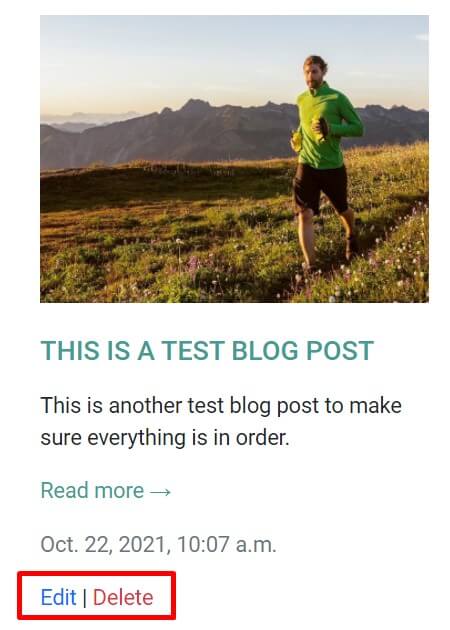 THIS IS A TEST BLOG POST
This is another test blog post to make
sure everything is in order.
Read more →
Oct. 22, 2021, 10:07 a.m.
Edit | Delete